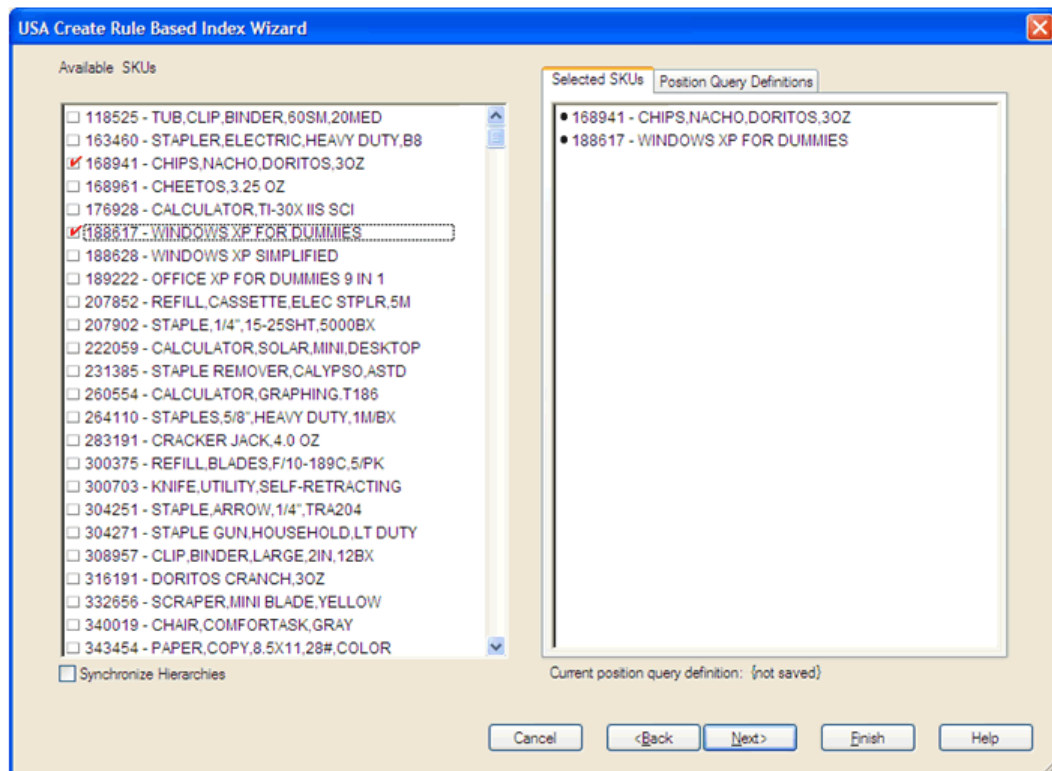 USA Create Rule Based Index Wizard
Available SKUs
118525 - TUB,CLIP,BINDER,60SM,20MED
163460 - STAPLER,ELECTRIC,HEAVY DUTY,B8
168941 - CHIPS,NACHO,DORITOS,3OZ
168961 - CHEETOS,3.25 OZ
176928 - CALCULATOR,TI-30X IIS SCI
188617 - WINDOWS XP FOR DUMMIES
188628 - WINDOWS XP SIMPLIFIED
189222 - OFFICE XP FOR DUMMIES 9 IN 1
207852 - REFILL,CASSETTE,ELEC STPLR,5M
207902 - STAPLE,1/4",15-25SHT,5000BX
222059 - CALCULATOR,SOLAR,MINI,DESKTOP
231385 - STAPLE REMOVER,CALYPSO,ASTD
260554 - CALCULATOR,GRAPHING.T186
264110 - STAPLES,5/8",HEAVY DUTY,1M/BX
283191 - CRACKER JACK,4.0 OZ
300375 - REFILL,BLADES,F/10-189C,5/PK
300703 - KNIFE,UTILITY,SELF-RETRACTING
304251 - STAPLE,ARROW,1/4",TRA204
304271 - STAPLE GUN,HOUSEHOLD,LT DUTY
308957 - CLIP,BINDER,LARGE,2IN,12BX
316191 - DORITOS CRANCH,3OZ
332656 - SCRAPER,MINI BLADE,YELLOW
340019 - CHAIR,COMFORTASK,GRAY
343454 - PAPER,COPY,8.5X11,28#,COLOR
Synchronize Hierarchies
Selected SKUs Position Query Definitions
168941 - CHIPS,NACHO,DORITOS,3OZ
188617 - WINDOWS XP FOR DUMMIES
Current position query definition: {not saved}
Cancel <Back Next> Finish Help